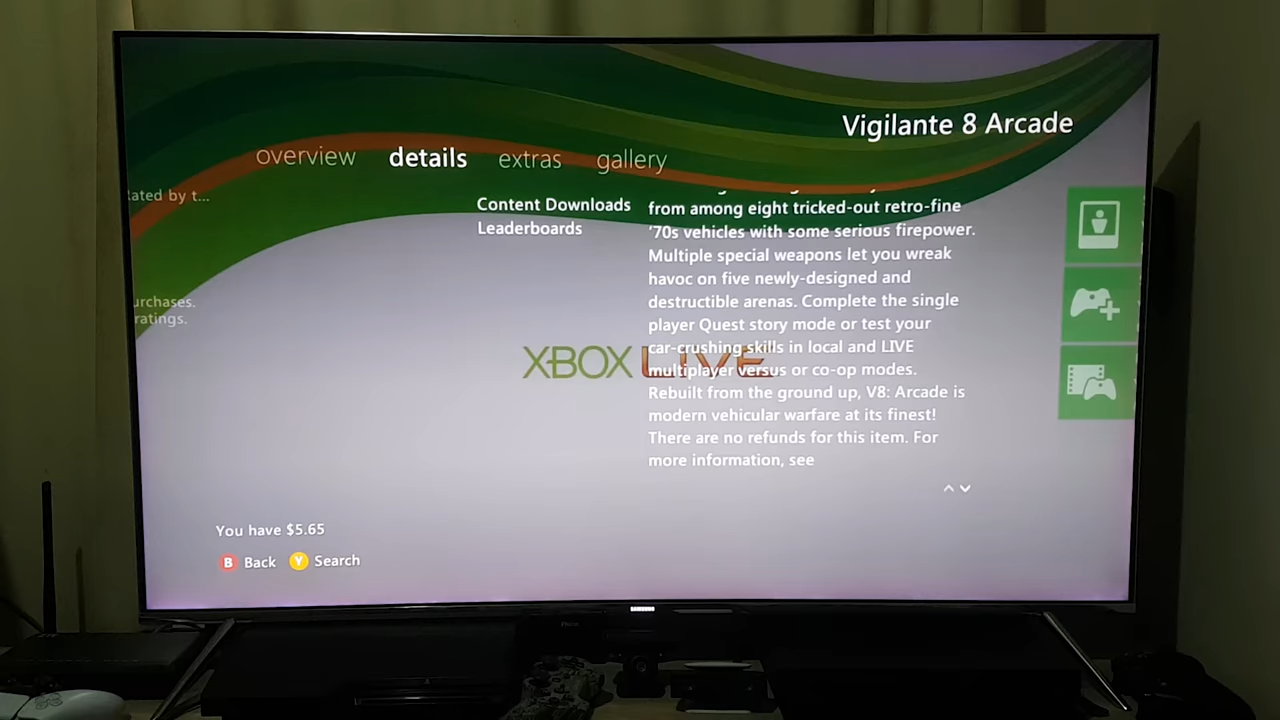 Vigilante 8 Arcade
overview details extras gallery
ated by t...
Content Downloads
Leaderboards
from among eight tricked-out retro-fine
'70s vehicles with some serious firepower.
Multiple special weapons let you wreak
havoc on five newly-designed and
destructible arenas. Complete the single
player Quest story mode or test your
car-crushing skills in local and LIVE
multiplayer versus or co-op modes.
Rebuilt from the ground up, V8: Arcade is
modern vehicular warfare at its finest!
There are no refunds for this item. For
more information, see
urchases.
ratings.
XBOX LIVE
You have $5.65
B Back Y Search
SAMSUNG